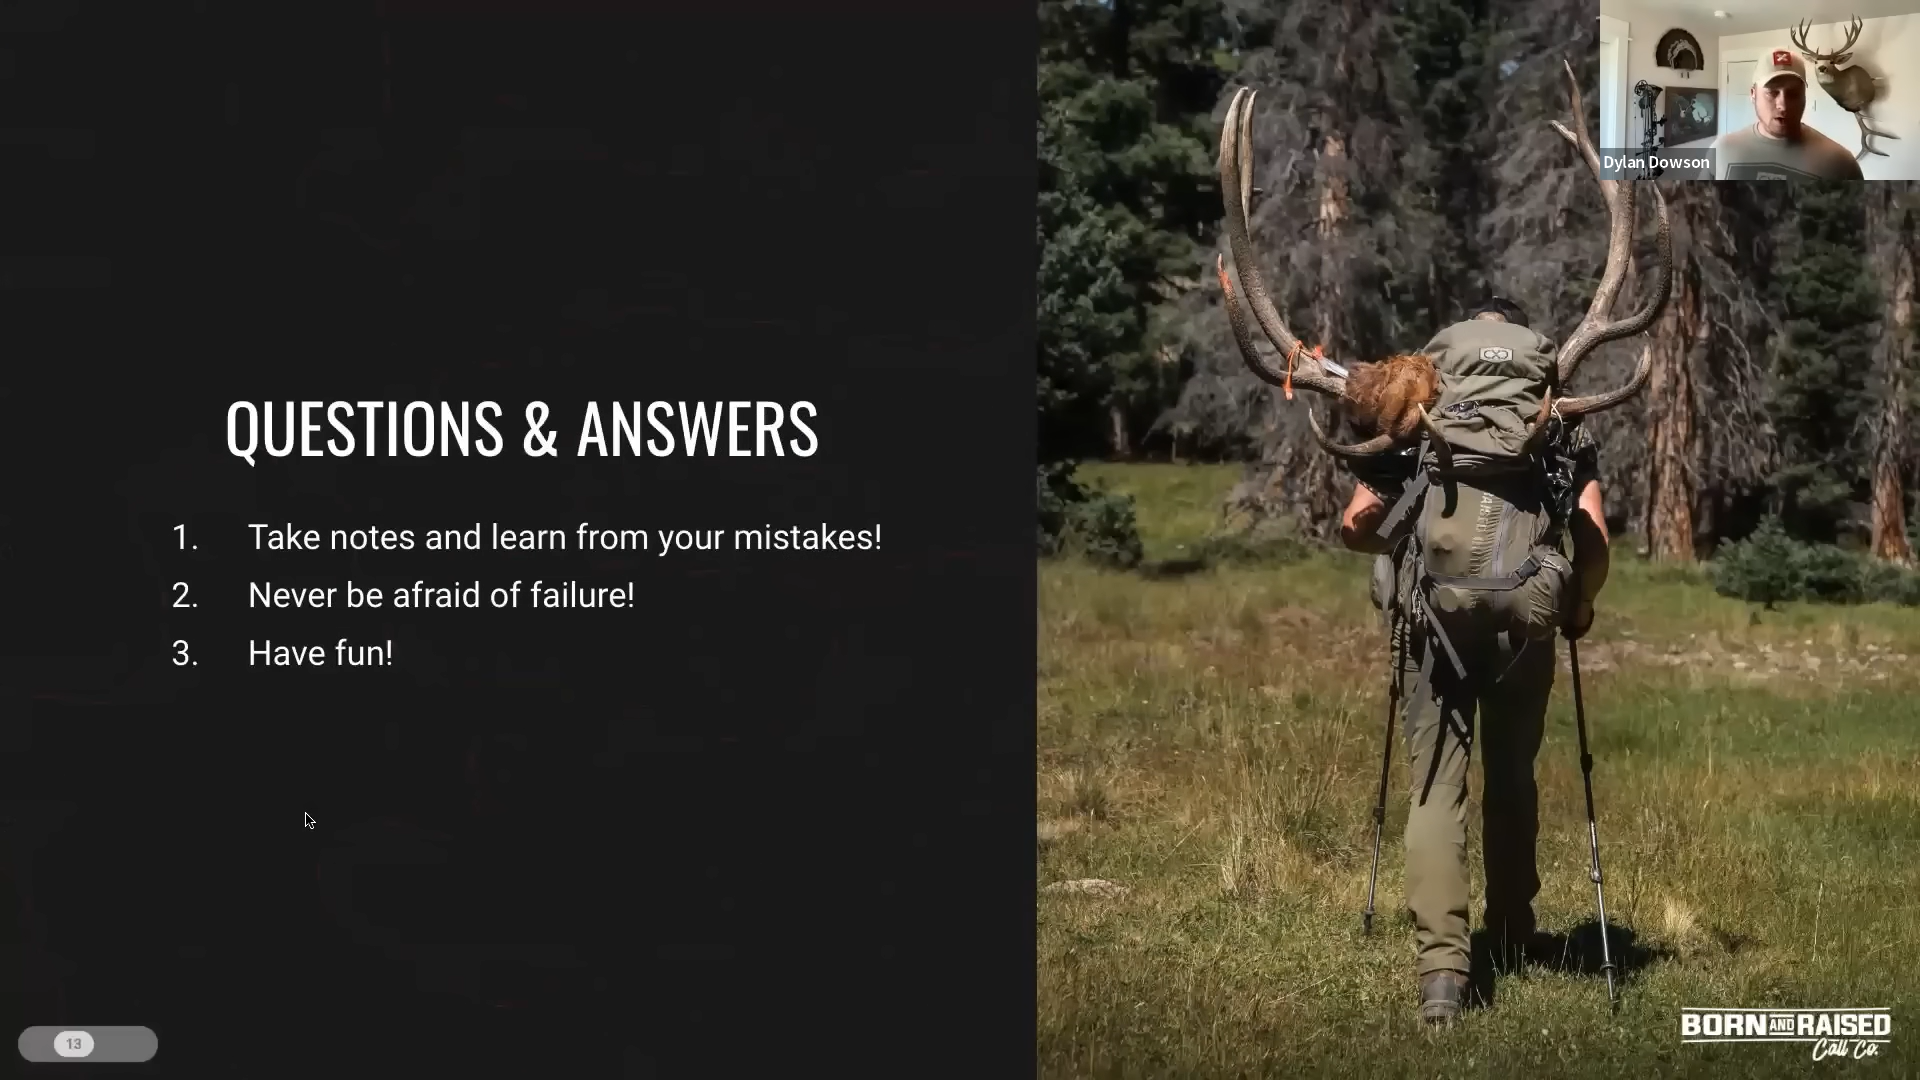 Dylan Dowson
QUESTIONS & ANSWERS
1. Take notes and learn from your mistakes!
2. Never be afraid of failure!
3. Have fun!
13
BORN AND RAISED
Call Co.